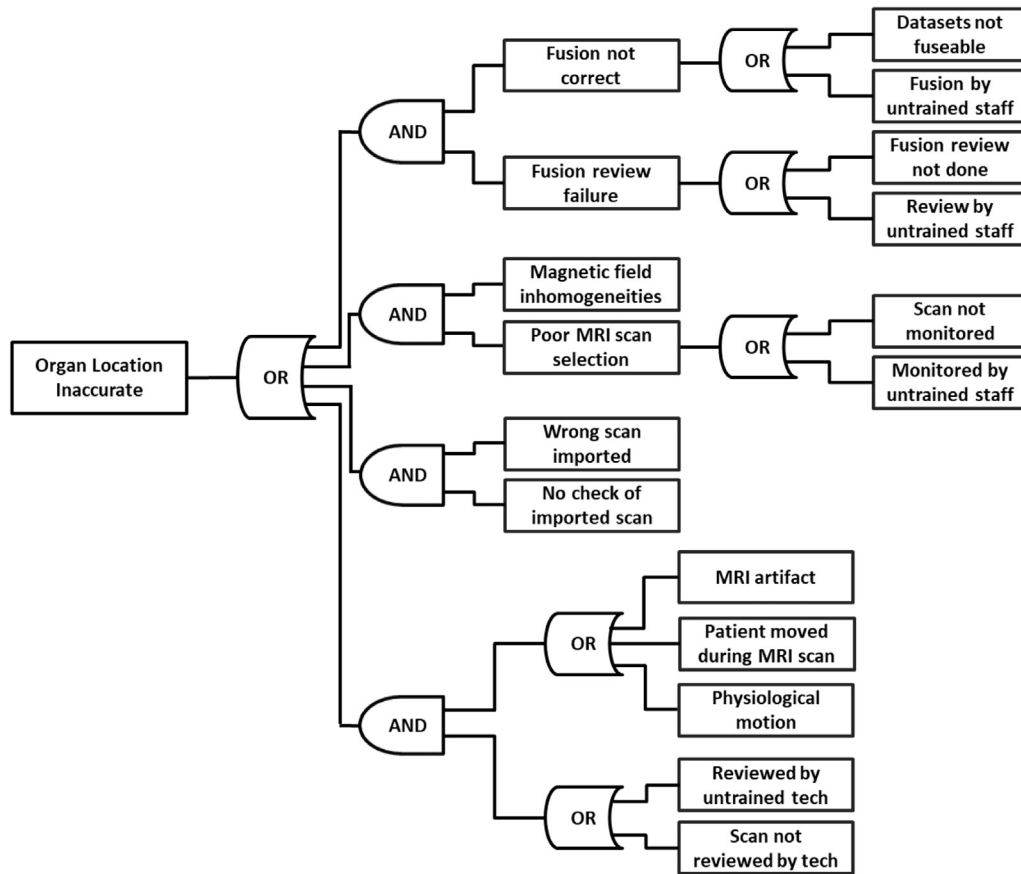 Datasets not
fuseable
Fusion not
correct
OR
Fusion by
untrained staff
AND
Fusion review
not done
Fusion review
failure
OR
Review by
untrained staff
Magnetic field
inhomogeneities
AND
Scan not
monitored
Poor MRI scan
selection
OR
Monitored by
untrained staff
Organ Location
Inaccurate
OR
Wrong scan
imported
AND
No check of
imported scan
MRI artifact
OR
Patient moved
during MRI scan
Physiological
motion
AND
Reviewed by
untrained tech
OR
Scan not
reviewed by tech